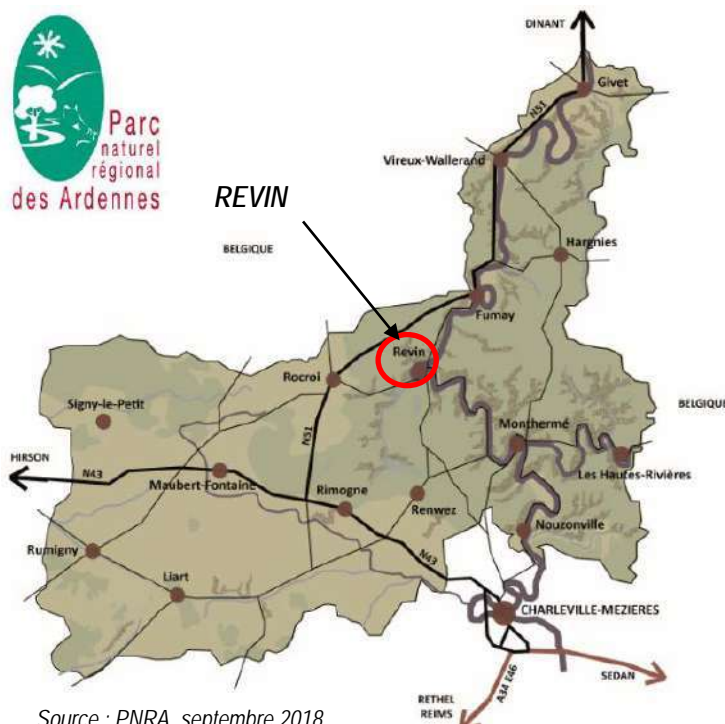 DINANT
Givet
N51
Parc
naturel
régional
des Ardennes
Vireux-Wallerand
REVIN
BELGIQUE
Hargnies
Fumay
Revin
Rocroi
Signy-le-Petit
BELGIQUE
Monthermé
N51
HIRSON
N43
Les Hautes-Rivières
Maubert-Fontaine
Rimogne
Renwez
Nouzonville
Rumigny
N43
Liart
CHARLEVILLE-MEZIERES
SEDAN
A34 E46
RETHEL
REIMS
Source : PNRA, septembre 2018